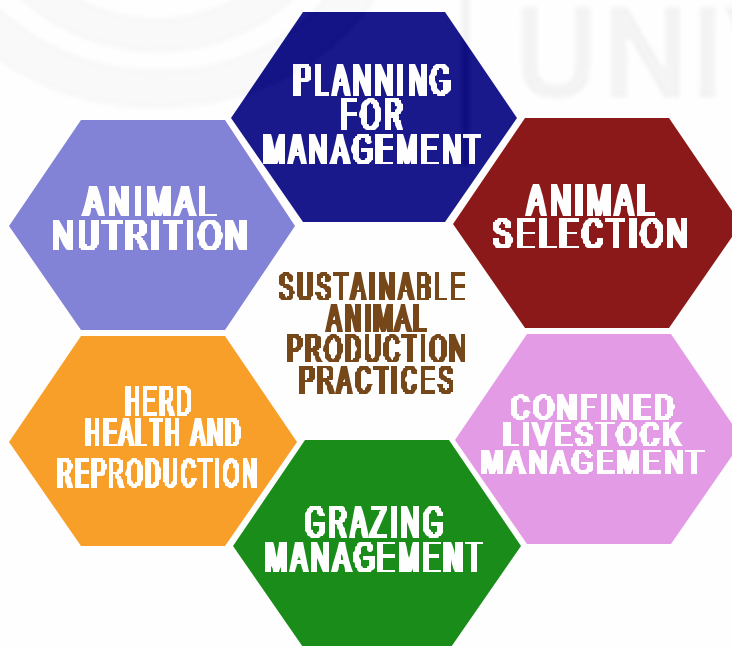 UNIV
PLANNING
FOR
MANAGEMENT
ANIMAL
SELECTION
CONFINED
LIVESTOCK
MANAGEMENT
GRAZING
MANAGEMENT
HERD
HEALTH AND
REPRODUCTION
ANIMAL
NUTRITION
SUSTAINABLE
ANIMAL
PRODUCTION
PRACTICES